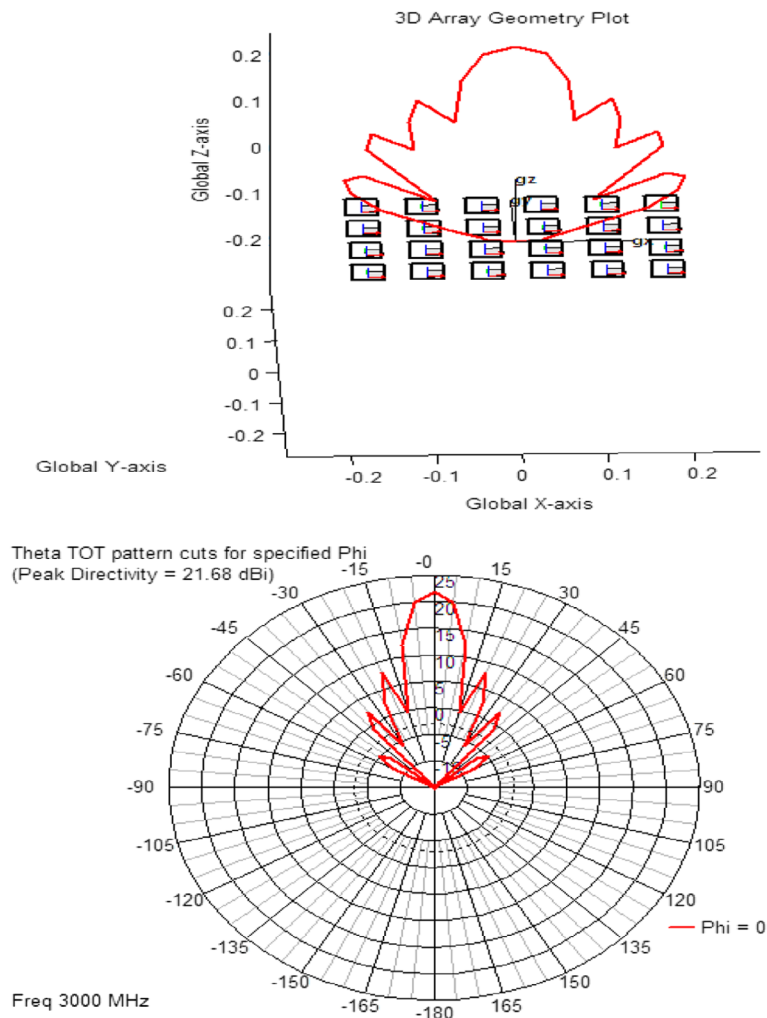 3D Array Geometry Plot
0.2
0.1
0
-0.1
-0.2
Global Z-axis
gz
gy
gx
0.2
0.1
0
-0.1
-0.2
Global Y-axis
-0.2 -0.1 0 0.1 0.2
Global X-axis
Theta TOT pattern cuts for specified Phi
(Peak Directivity = 21.68 dBi)
-0
-15 15
-30 30
-45 45
-60 60
-75 75
-90 90
-105 105
-120 120
-135 135
-150 150
-165 165
-180
25
20
15
10
5
0
-5
Phi = 0
Freq 3000 MHz